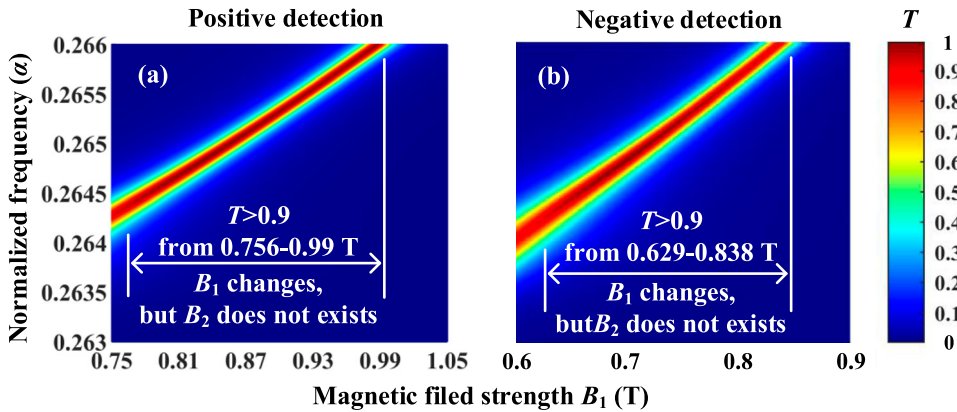 Positive detection
Negative detection
T
Normalized frequency (α)
0.266
0.2655
0.265
0.2645
0.264
0.2635
0.263
(a)
T>0.9
from 0.756-0.99 T
B1 changes,
but B2 does not exists
0.75 0.81 0.87 0.93 0.99 1.05
(b)
T>0.9
from 0.629-0.838 T
B1 changes,
butB2 does not exists
0.6 0.7 0.8 0.9
1
0.9
0.8
0.7
0.6
0.5
0.4
0.3
0.2
0.1
0
Magnetic filed strength B1 (T)